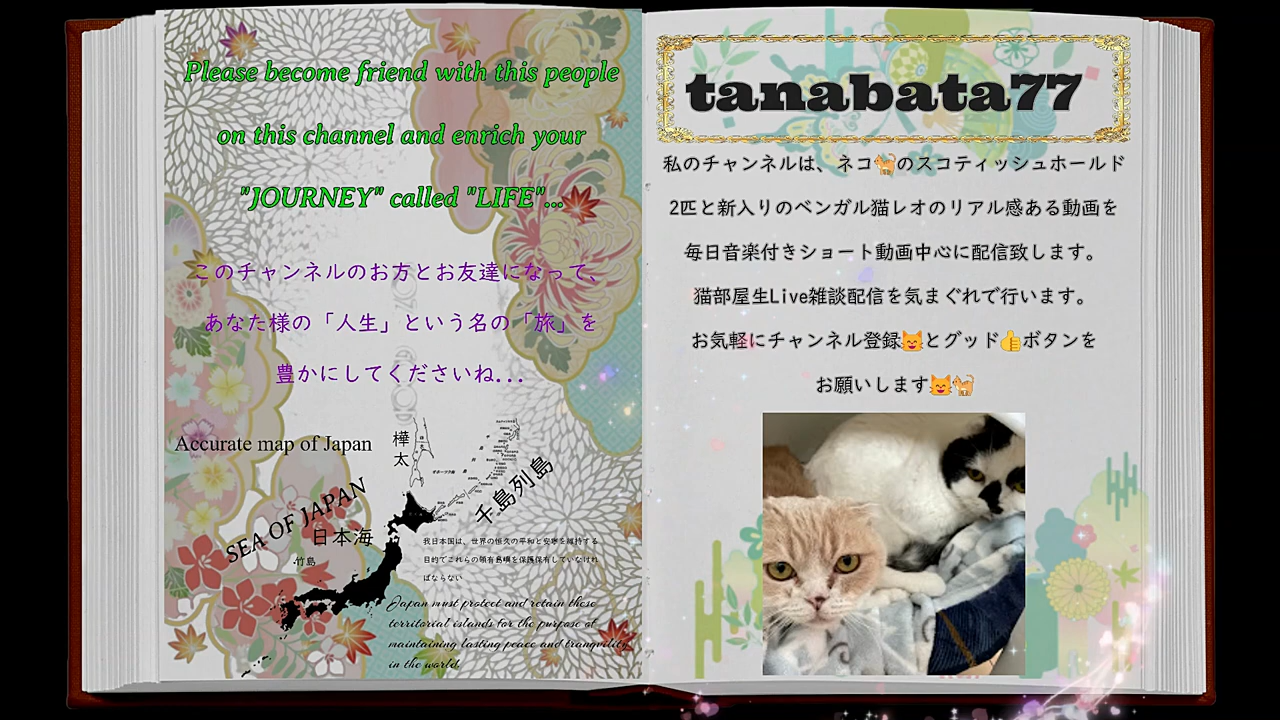 Please become friend with this people
on this channel and enrich your
"JOURNEY" called "LIFE"...
このチャンネルのお方とお友達になって、
あなた様の「人生」という名の「旅」を
豊かにしてくださいね...
Accurate map of Japan
樺太
千島列島
SEA OF JAPAN
日本海
竹島
我日本国は、世界の恒久の平和と安寧を維持する
目的でこれらの領有島嶼を保護保有していなけれ
ばならない
Japan must protect and retain these
territorial islands for the purpose of
maintaining lasting peace and tranquility
in the world.
tanabata77
私のチャンネルは、ネコ🐈のスコティッシュホールド
2匹と新入りのベンガル猫レオのリアル感ある動画を
毎日音楽付きショート動画中心に配信致します。
猫部屋生Live雑談配信を気まぐれで行います。
お気軽にチャンネル登録😺とグッド👍ボタンを
お願いします😺🐈